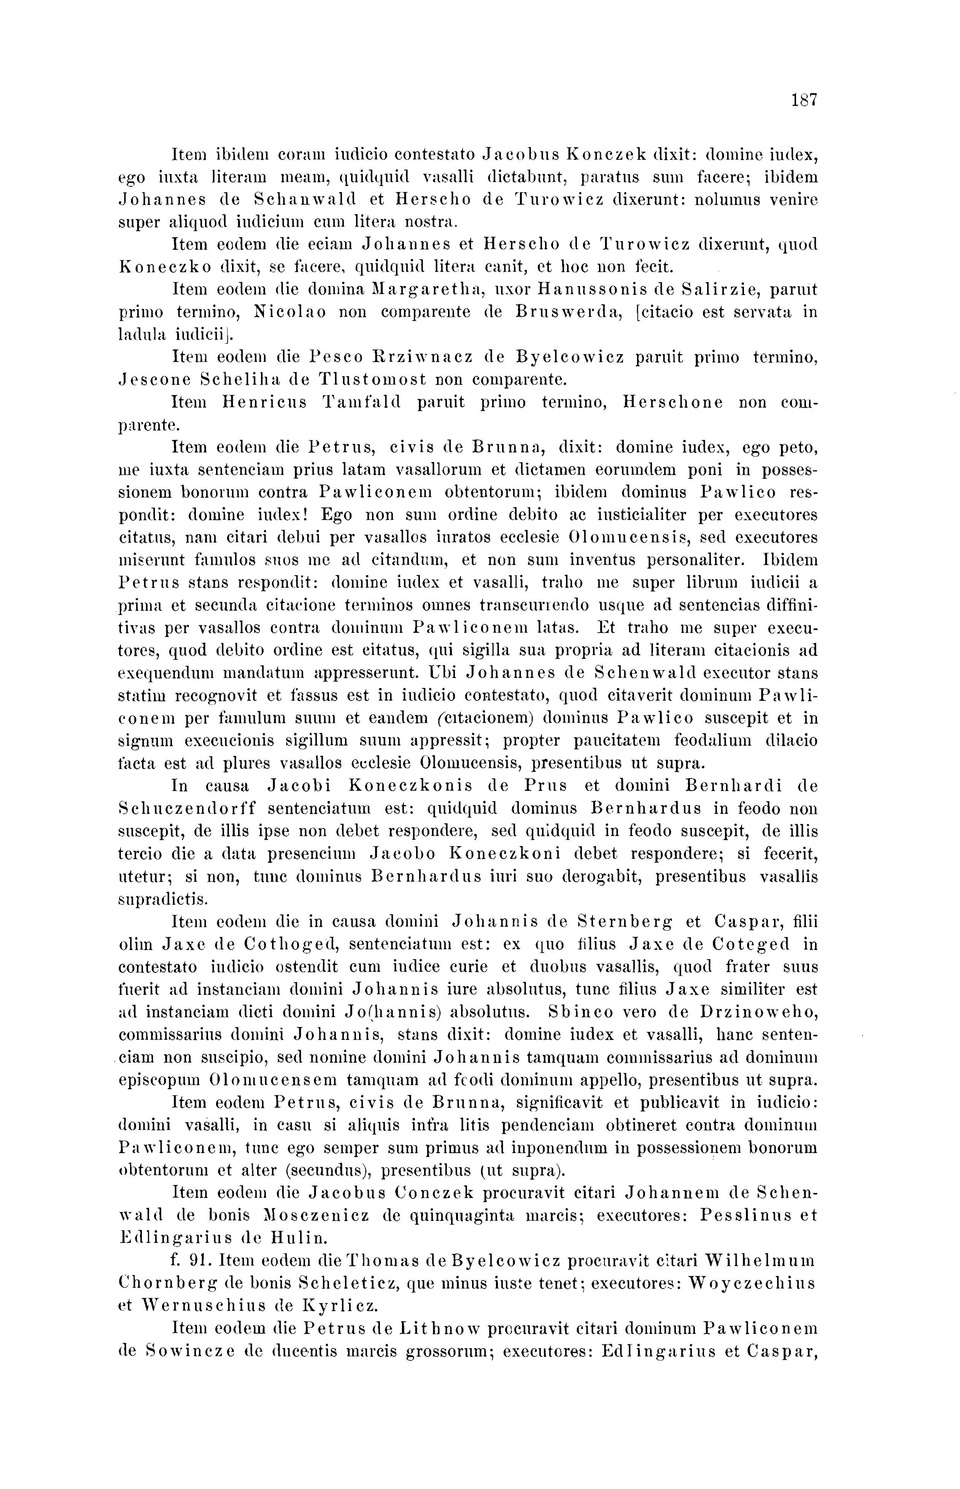 187
Item ibidem coram iudicio contestato Jacobus Konczek dixit: domine iudex,
ego iuxta literam meam, quidquid vasalli dictabunt, paratus sum facere; ibidem
Johannes de Schauwald et Herscho de Turowicz dixerunt: nolumus venire
super aliquod iudicium cum litera nostra.
Item eodem die eciam Johannes et Herscho de Turowicz dixerunt, quod
Koneczko dixit, se facere, quidquid litera canit, et hoc non fecit.
Item eodem die domina Margaretha, uxor Hanussonis de Salirzie, paruit
primo termino, Nicolao non comparente de Bruswerda, [citacio est servata in
ladula iudicii].
Item eodem die Pesco Rrziwnacz de Byelcowicz paruit primo termino,
Jescone Scheliha de Tlustomost non comparente.
Item Henricus Tamfald paruit primo termino, Herschone non com-
parente.
Item eodem die Petrus, civis de Brunna, dixit: domine iudex, ego peto,
me iuxta sentenciam prius latam vasallorum et dictamen eorumdem poni in posses-
sionem bonorum contra Pawliconem obtentorum; ibidem dominus Pawlico res-
pondit: domine iudex! Ego non sum ordine debito ac iusticialiter per executores
citatus, nam citari debui per vasallos iuratos ecclesie Olomucensis, sed executores
miserunt famulos suos me ad citandum, et non sum inventus personaliter. Ibidem
Petrus stans respondit: domine iudex et vasalli, traho me super librum iudicii a
prima et secunda citacione terminos omnes transcurrendo usque ad sentencias diffini-
tivas per vasallos contra dominum Pawliconem latas. Et traho me super execu-
tores, quod debito ordine est citatus, qui sigilla sua propria ad literam citacionis ad
exequendum mandatum appresserunt. Ubi Johannes de Schenwald executor stans
statim recognovit et fassus est in iudicio contestato, quod citaverit dominum Pawli-
conem per famulum suum et eandem (citacionem) dominus Pawlico suscepit et in
signum execucionis sigillum suum appressit; propter paucitatem feodalium dilacio
facta est ad plures vasallos ecclesie Olomucensis, presentibus ut supra.
In causa Jacobi Koneczkonis de Prus et domini Bernhardi de
Schuczendorff sentenciatum est: quidquid dominus Bernhardus in feodo non
suscepit, de illis ipse non debet respondere, sed quidquid in feodo suscepit, de illis
tercio die a data presencium Jacobo Koneczkoni debet respondere; si fecerit,
utetur; si non, tunc dominus Bernhardus iuri suo derogabit, presentibus vasallis
supradictis.
Item eodem die in causa domini Johannis de Sternberg et Caspar, filii
olim Jaxe de Cothoged, sentenciatum est: ex quo filius Jaxe de Coteged in
contestato iudicio ostendit cum iudice curie et duobus vasallis, quod frater suus
fuerit ad instanciam domini Johannis iure absolutus, tunc filius Jaxe similiter est
ad instanciam dicti domini Jo(hannis) absolutus. Sbinco vero de Drzinoweho,
commissarius domini Johannis, stans dixit: domine iudex et vasalli, hanc senten-
ciam non suscipio, sed nomine domini Johannis tamquam commissarius ad dominum
episcopum Olomucensem tamquam ad feodi dominum appello, presentibus ut supra.
Item eodem Petrus, civis de Brunna, significavit et publicavit in iudicio:
domini vasalli, in casu si aliquis infra litis pendenciam obtineret contra dominum
Pawliconem, tunc ego semper sum primus ad inponendum in possessionem bonorum
obtentorum et alter (secundus), presentibus (ut supra).
Item eodem die Jacobus Conczek procuravit citari Johannem de Schen-
wald de bonis Mosczenicz de quinquaginta marcis; executores: Pesslinus et
Edlingarius de Hulin.
f. 91. Item eodem die Thomas de Byelcowicz procuravit citari Wilhelmum
Chornberg de bonis Scheleticz, que minus iuste tenet; executores: Woyczechius
et Wernuschius de Kyrlicz.
Item eodem die Petrus de Lithnow procuravit citari dominum Pawliconem
de Sowincze de ducentis marcis grossorum; executores: Edlingarius et Caspar,